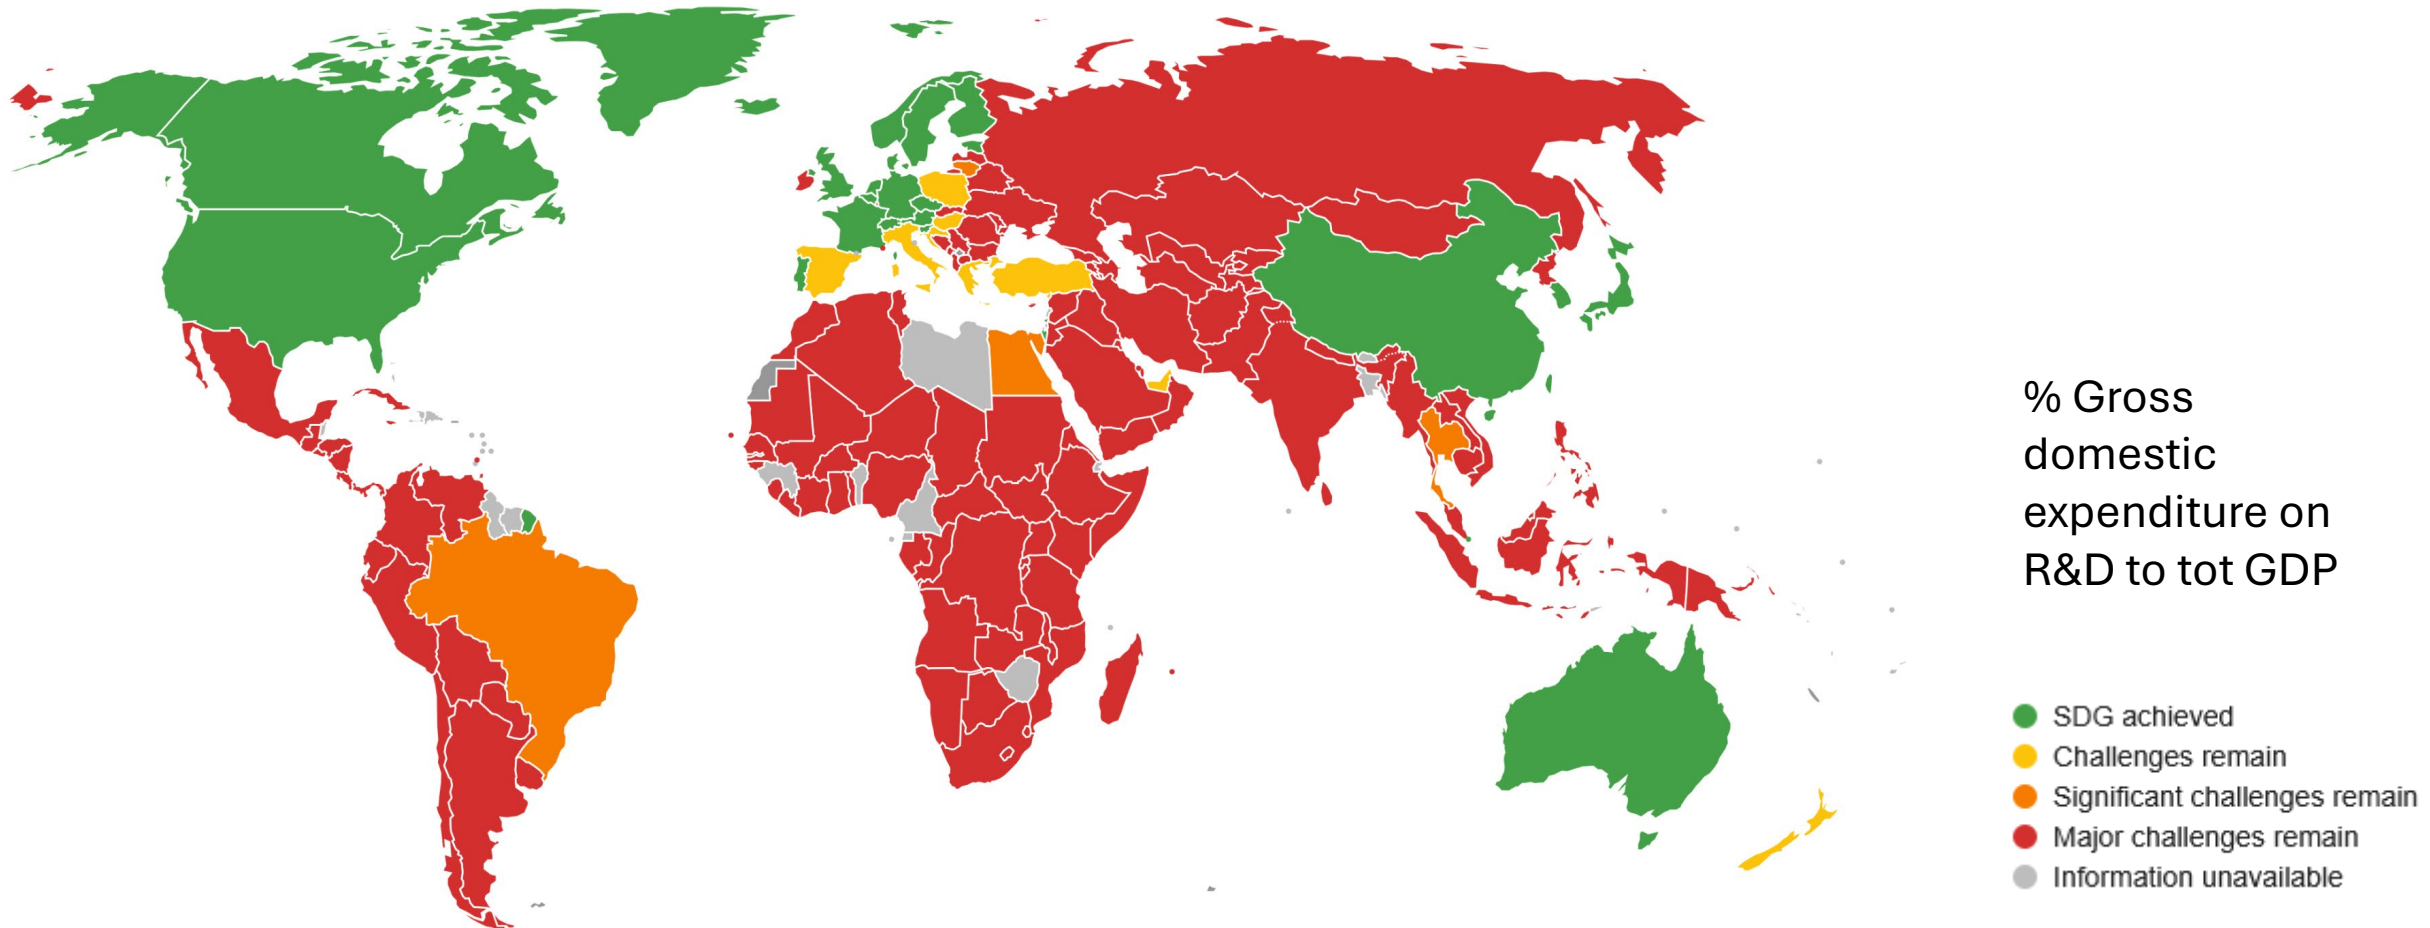 % Gross
domestic
expenditure on
R&D to tot GDP
SDG achieved
Challenges remain
Significant challenges remain
Major challenges remain
Information unavailable